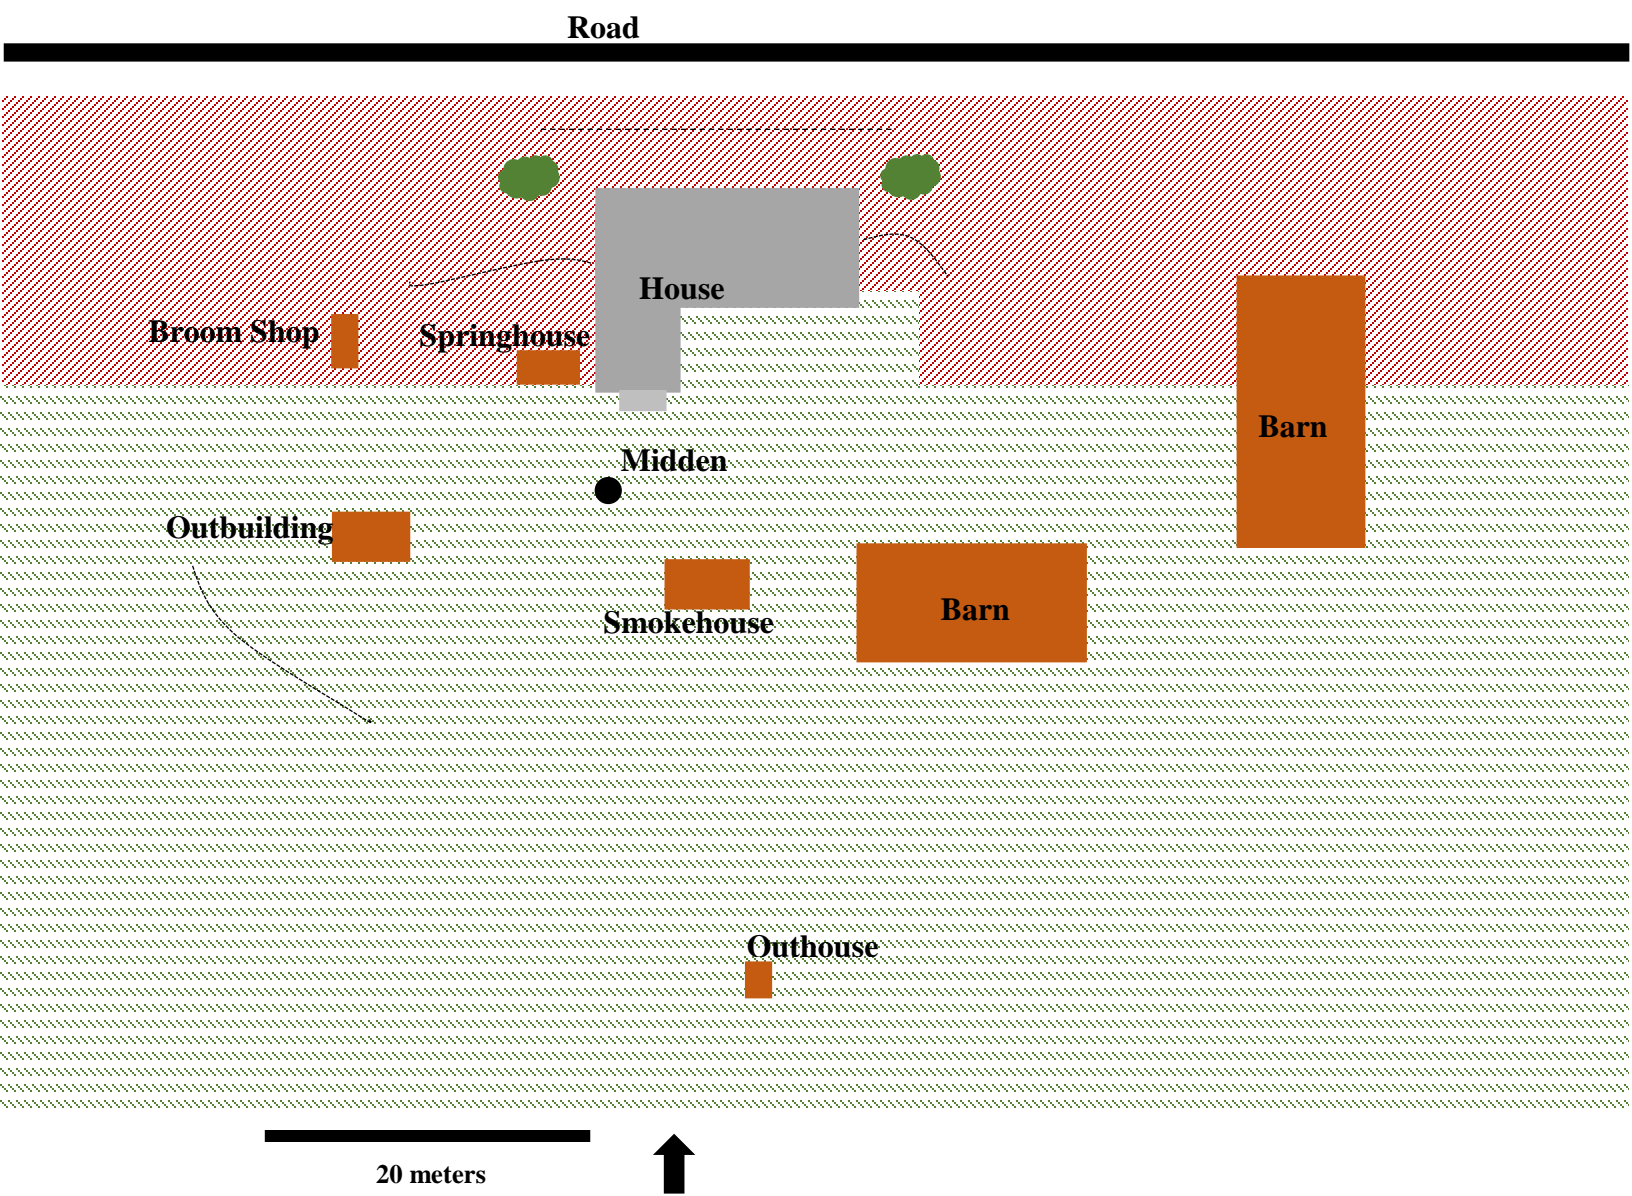 Road
House
Broom Shop
Springhouse
Barn
Midden
Outbuilding
Barn
Smokehouse
Outhouse
20 meters